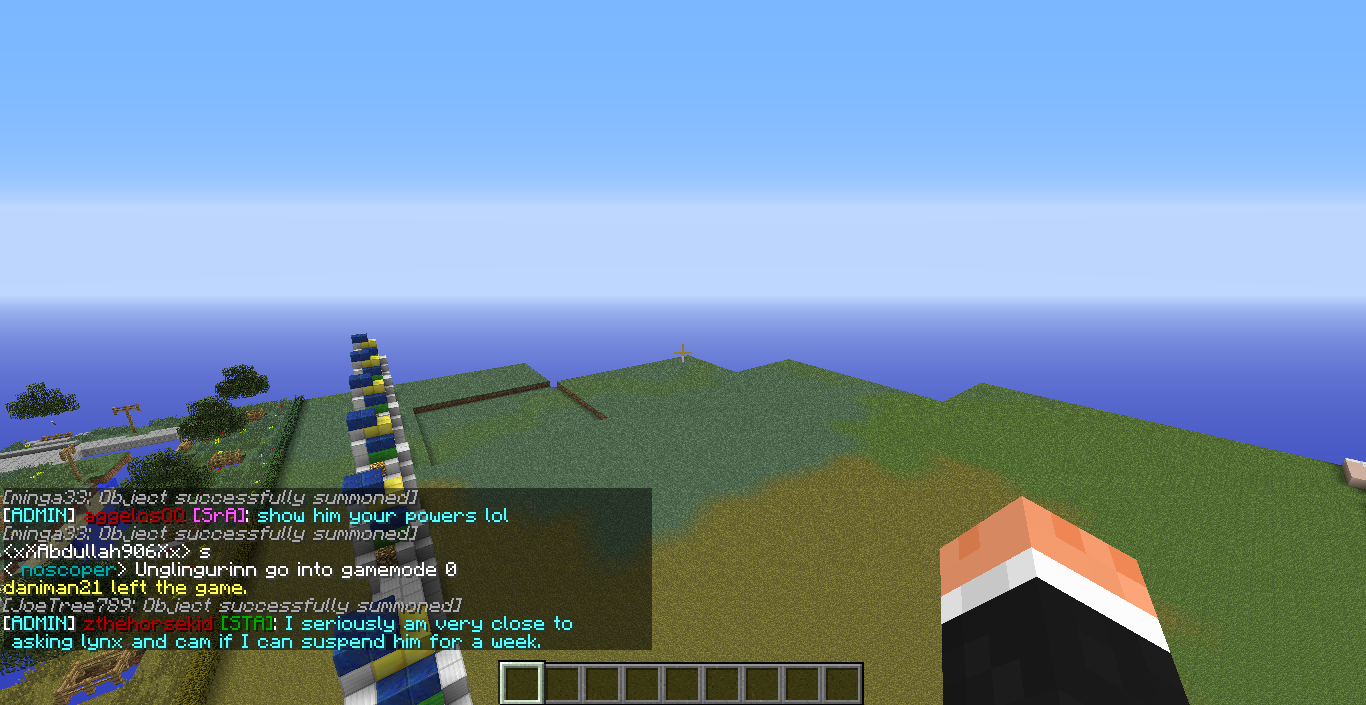 [minga33: Object successfully summoned]
[ADMIN] aggelosQQ [SrA]: show him your powers lol
[minga33: Object successfully summoned]
<xXAbdullah906Xx> s
< noscoper> Unglingurinn go into gamemode 0
daniman21 left the game.
[JoeTree789: Object successfully summoned]
[ADMIN] zthehorsekid [STA]: I seriously am very close to
asking lynx and cam if I can suspend him for a week.